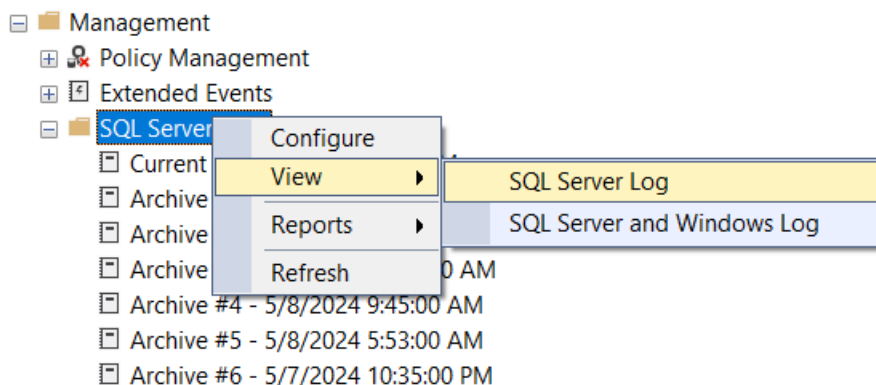 Management
Policy Management
Extended Events
SQL Server
Configure
Current
View
SQL Server Log
Archive
SQL Server and Windows Log
Archive
Reports
Archive 0 AM
Refresh
Archive #4 - 5/8/2024 9:45:00 AM
Archive #5 - 5/8/2024 5:53:00 AM
Archive #6 - 5/7/2024 10:35:00 PM